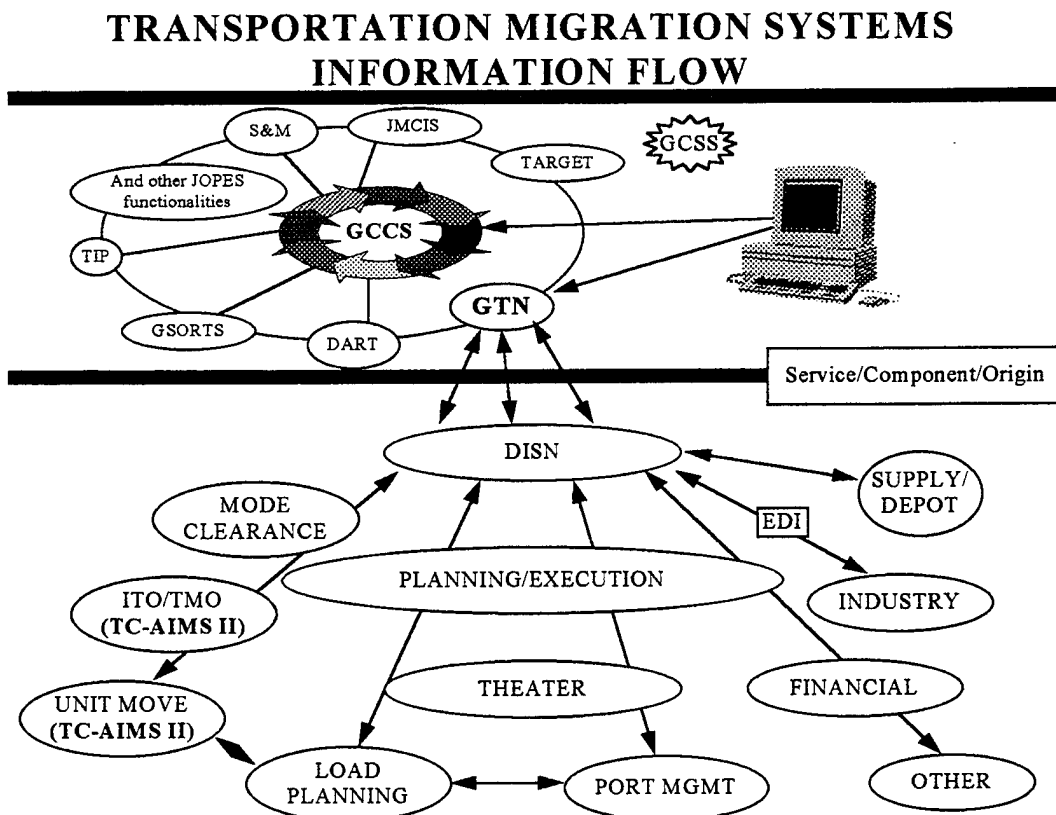 TRANSPORTATION MIGRATION SYSTEMS
INFORMATION FLOW
S&M
JMCIS
GCSS
TARGET
And other JOPES
functionalities
GCCS
TIP
GTN
GSORTS
DART
Service/Component/Origin
DISN
SUPPLY/
DEPOT
MODE
CLEARANCE
EDI
PLANNING/EXECUTION
ITO/TMO
(TC-AIMS II)
INDUSTRY
THEATER
FINANCIAL
UNIT MOVE
(TC-AIMS II)
LOAD
PLANNING
PORT MGMT
OTHER